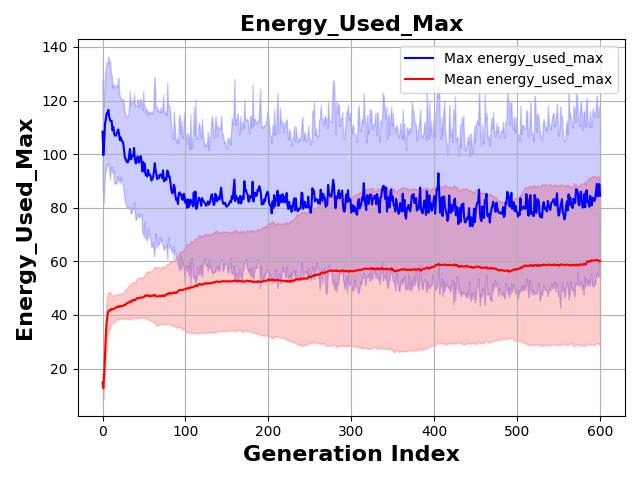 Energy_Used_Max
Max energy_used_max
Mean energy_used_max
Energy_Used_Max
140
120
100
80
60
40
20
0
100
200
300
400
500
600
Generation Index